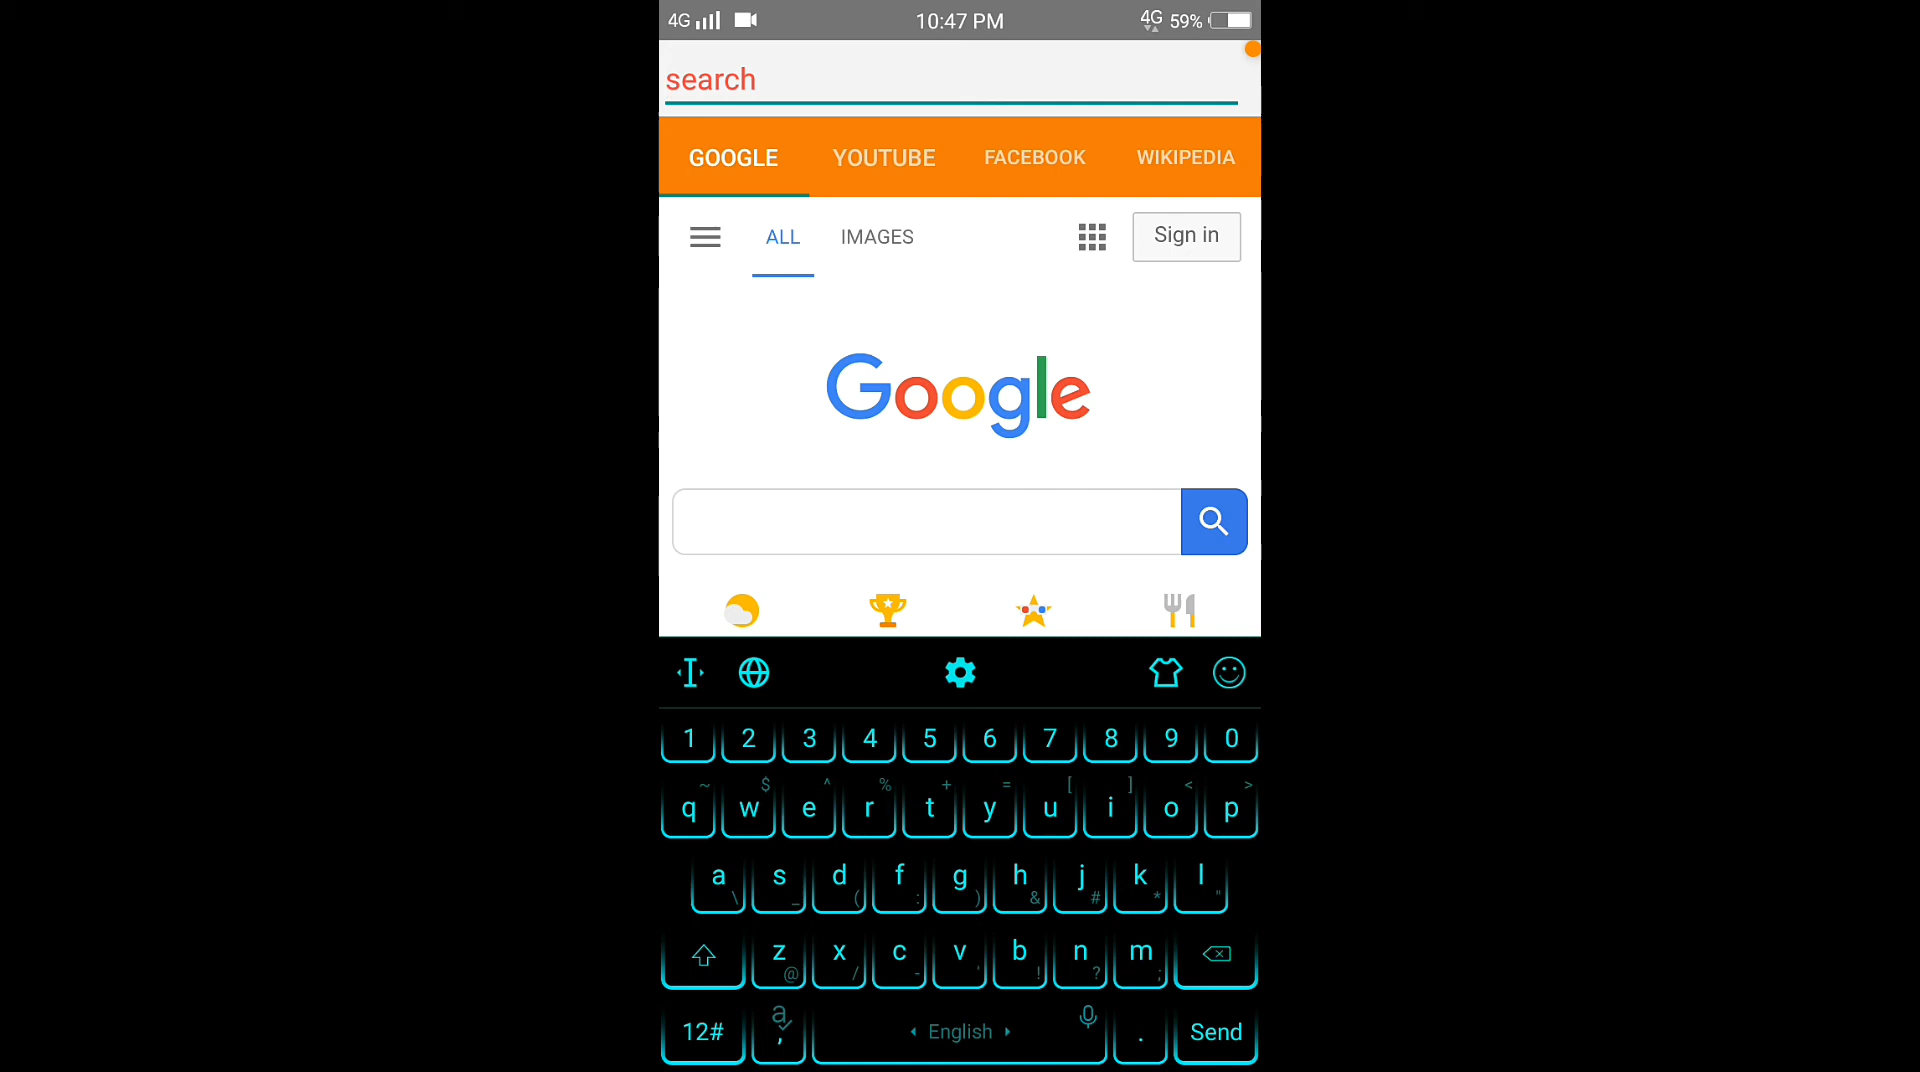 4G 10:47 PM 4G 59%
search
GOOGLE YOUTUBE FACEBOOK WIKIPEDIA
ALL IMAGES Sign in
Google
1 2 3 4 5 6 7 8 9 0
~ $ ^ % + = [ ] < >
q w e r t y u i o p
a s d f g h j k l
\ _ ( : ) & # * "
z x c v b n m
@ / - ' ! ? ;
12# a , English . Send